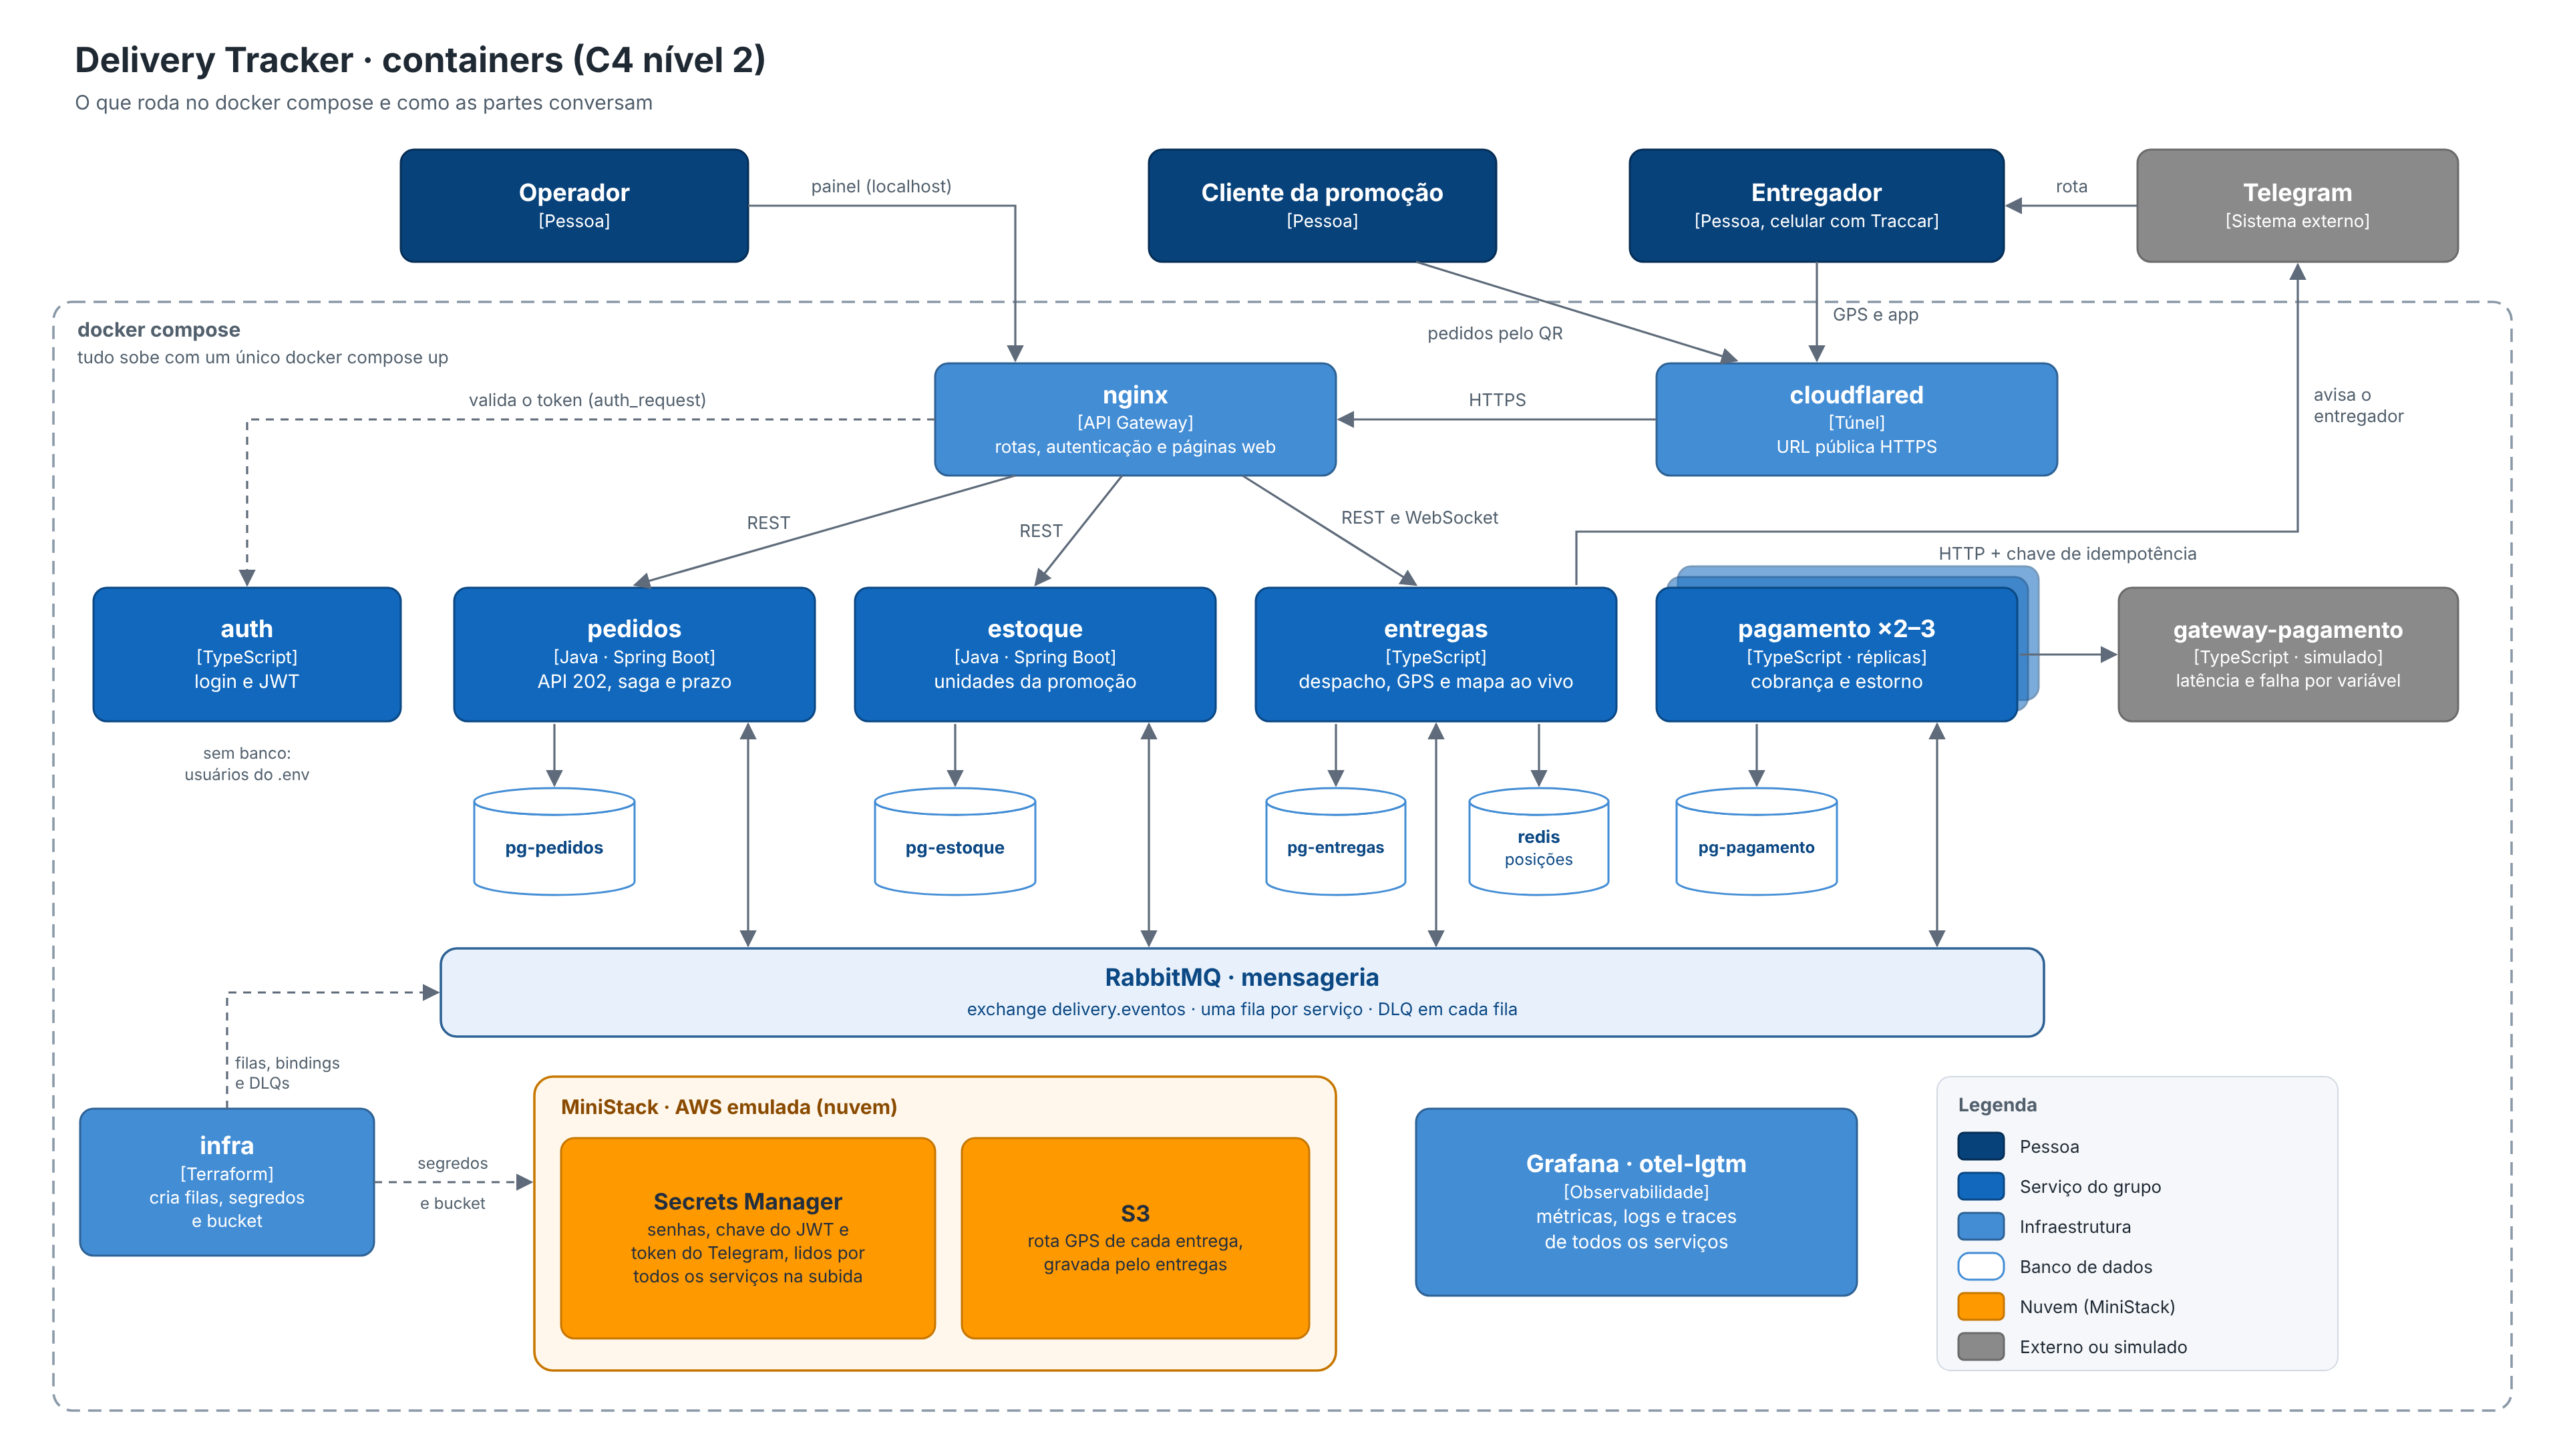 Delivery Tracker · containers (C4 nível 2)
O que roda no docker compose e como as partes conversam
Operador
[Pessoa]
painel (localhost)
Cliente da promoção
[Pessoa]
Entregador
[Pessoa, celular com Traccar]
rota
Telegram
[Sistema externo]
docker compose
tudo sobe com um único docker compose up
pedidos pelo QR
GPS e app
valida o token (auth_request)
nginx
[API Gateway]
rotas, autenticação e páginas web
HTTPS
cloudflared
[Túnel]
URL pública HTTPS
avisa o
entregador
REST
REST
REST e WebSocket
HTTP + chave de idempotência
auth
[TypeScript]
login e JWT
pedidos
[Java · Spring Boot]
API 202, saga e prazo
estoque
[Java · Spring Boot]
unidades da promoção
entregas
[TypeScript]
despacho, GPS e mapa ao vivo
pagamento ×2–3
[TypeScript · réplicas]
cobrança e estorno
gateway-pagamento
[TypeScript · simulado]
latência e falha por variável
sem banco:
usuários do .env
pg-pedidos
pg-estoque
pg-entregas
redis
posições
pg-pagamento
RabbitMQ · mensageria
exchange delivery.eventos · uma fila por serviço · DLQ em cada fila
filas, bindings
e DLQs
infra
[Terraform]
cria filas, segredos
e bucket
segredos
e bucket
MiniStack · AWS emulada (nuvem)
Secrets Manager
senhas, chave do JWT e
token do Telegram, lidos por
todos os serviços na subida
S3
rota GPS de cada entrega,
gravada pelo entregas
Grafana · otel-lgtm
[Observabilidade]
métricas, logs e traces
de todos os serviços
Legenda
Pessoa
Serviço do grupo
Infraestrutura
Banco de dados
Nuvem (MiniStack)
Externo ou simulado